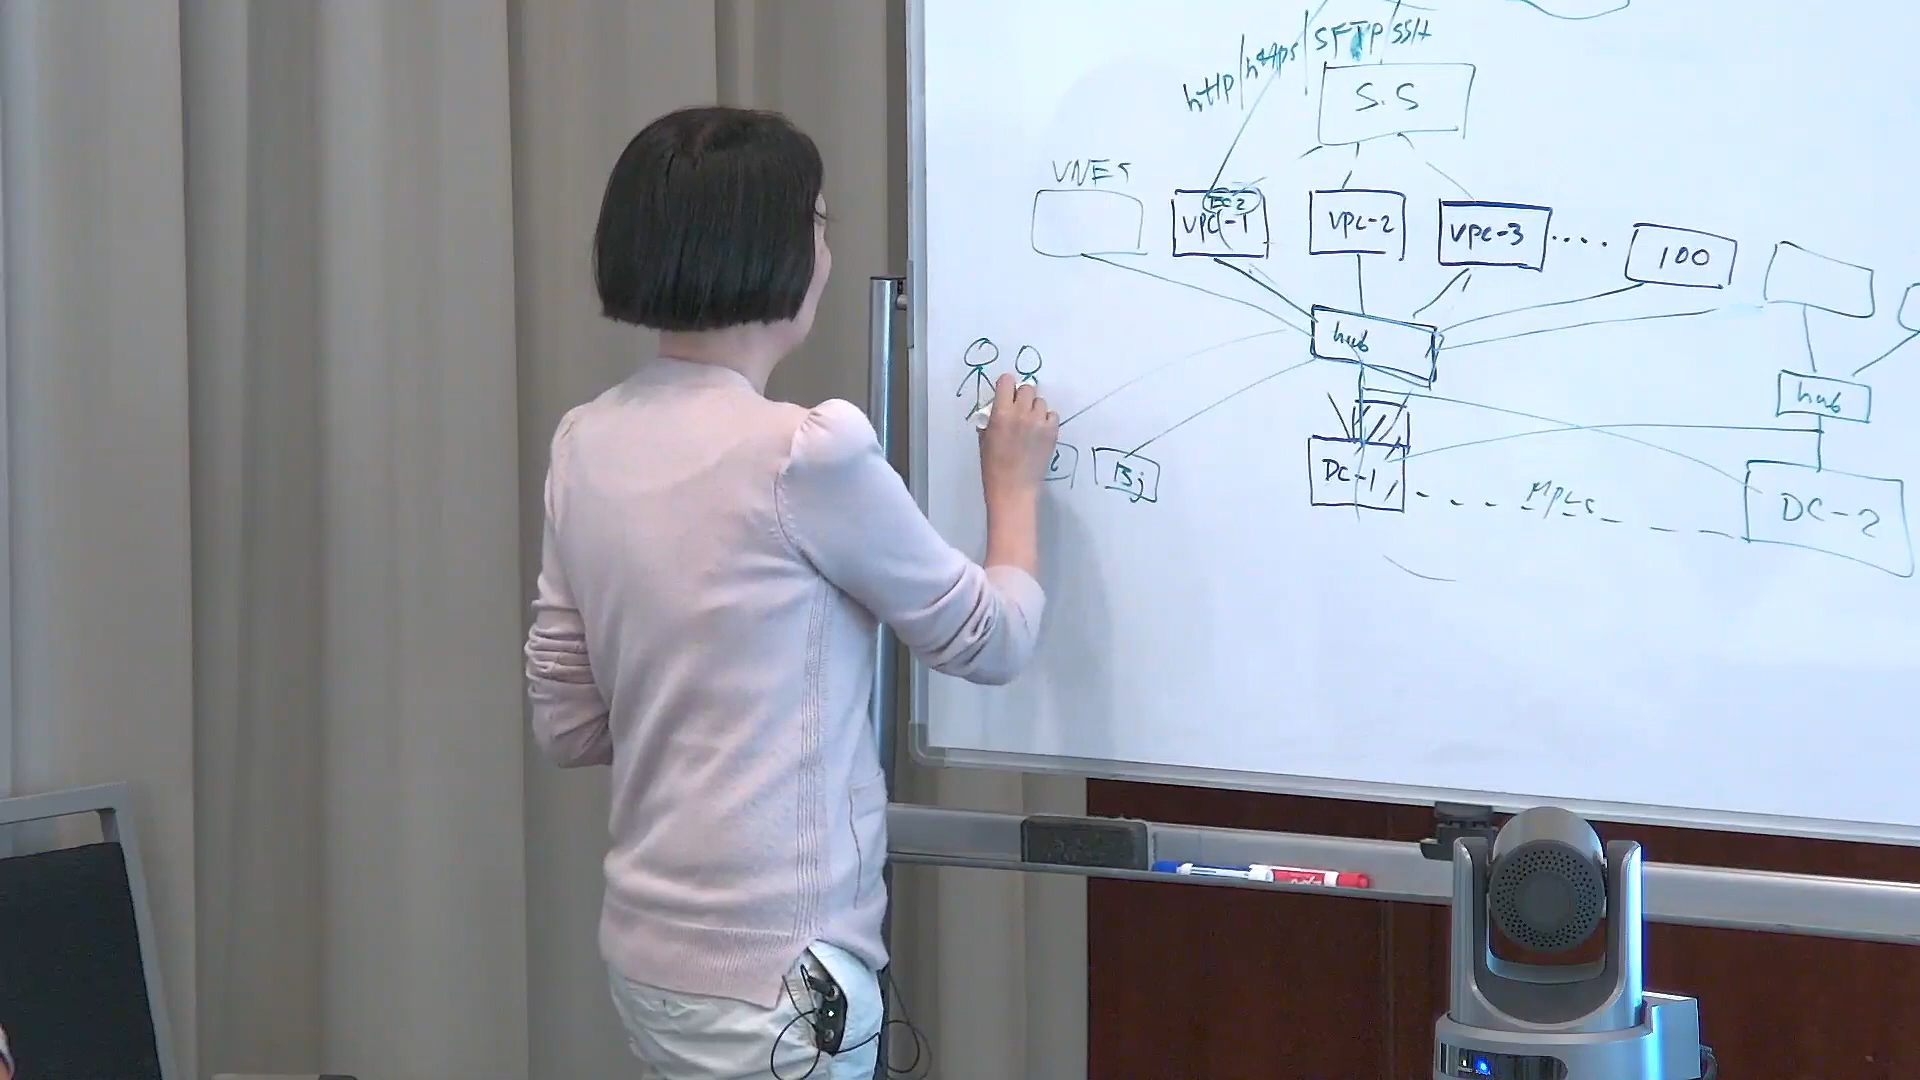 http/https/SFTP/SSH
S.S
VNET
EC2
VPC-1
VPC-2
VPC-3 ....
100
hub
hub
Bj
DC-1
MPLS
DC-2